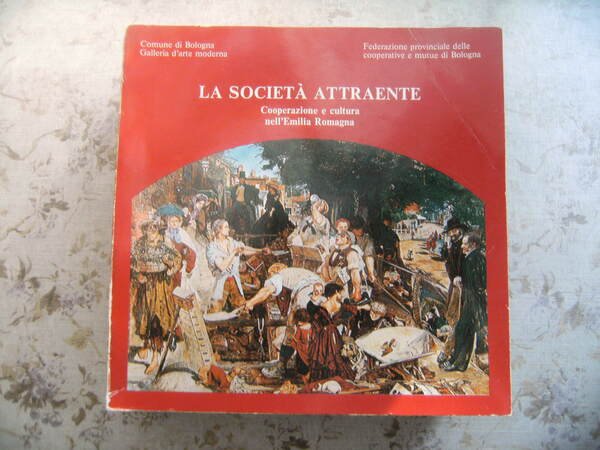 Comune di Bologna
Galleria d'arte moderna
Federazione provinciale delle
cooperative e mutue di Bologna
LA SOCIETÀ ATTRAENTE
Cooperazione e cultura
nell'Emilia Romagna